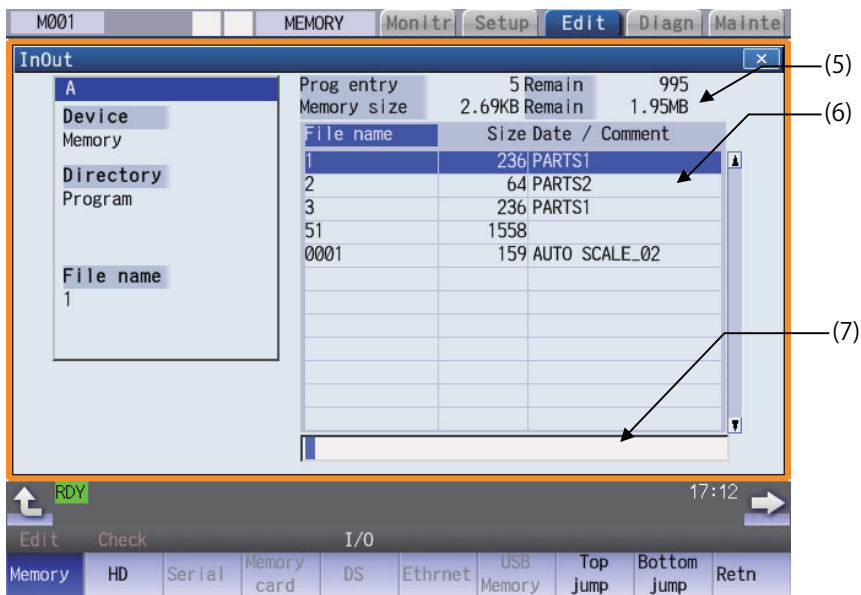 M001 MEMORY Monitr Setup Edit Diagn Mainte
InOut
A
Device
Memory
Directory
Program
File name
1
Prog entry 5 Remain 995
Memory size 2.69KB Remain 1.95MB
File name Size Date / Comment
1 236 PARTS1
2 64 PARTS2
3 236 PARTS1
51 1558
0001 159 AUTO SCALE_02
(5)
(6)
(7)
RDY 17:12
Edit Check I/O
Memory HD Serial Memory card DS Ethrnet USB Memory Top jump Bottom jump Retn